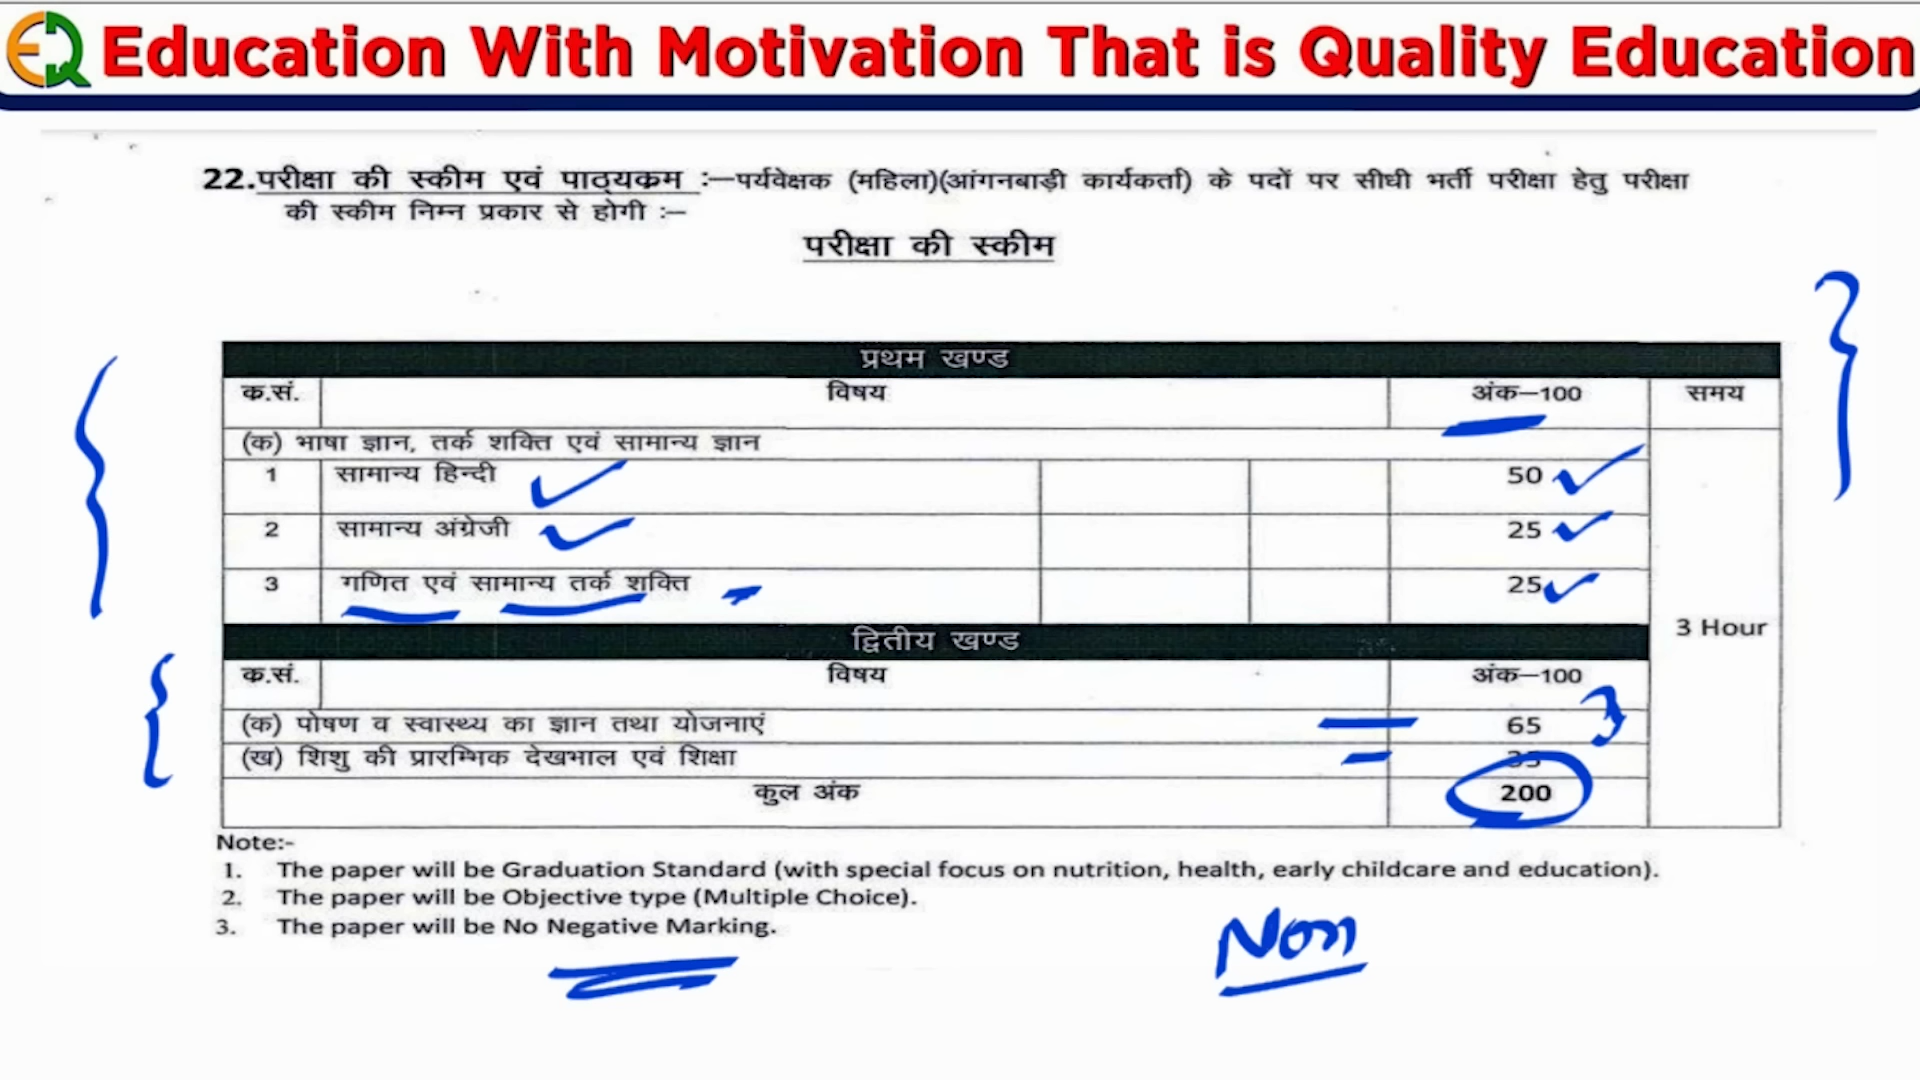 EQ Education With Motivation That is Quality Education
22.परीक्षा की स्कीम एवं पाठ्यक्रम :—पर्यवेक्षक (महिला)(आंगनबाड़ी कार्यकर्ता) के पदों पर सीधी भर्ती परीक्षा हेतु परीक्षा
की स्कीम निम्न प्रकार से होगी :—
परीक्षा की स्कीम
प्रथम खण्ड
क.सं. विषय अंक—100 समय
(क) भाषा ज्ञान, तर्क शक्ति एवं सामान्य ज्ञान
1 सामान्य हिन्दी 50
2 सामान्य अंग्रेजी 25
3 गणित एवं सामान्य तर्क शक्ति 25
3 Hour
द्वितीय खण्ड
क.सं. विषय अंक—100
(क) पोषण व स्वास्थ्य का ज्ञान तथा योजनाएं 65
(ख) शिशु की प्रारम्भिक देखभाल एवं शिक्षा 35
कुल अंक 200
Note:-
1. The paper will be Graduation Standard (with special focus on nutrition, health, early childcare and education).
2. The paper will be Objective type (Multiple Choice).
3. The paper will be No Negative Marking.
Non